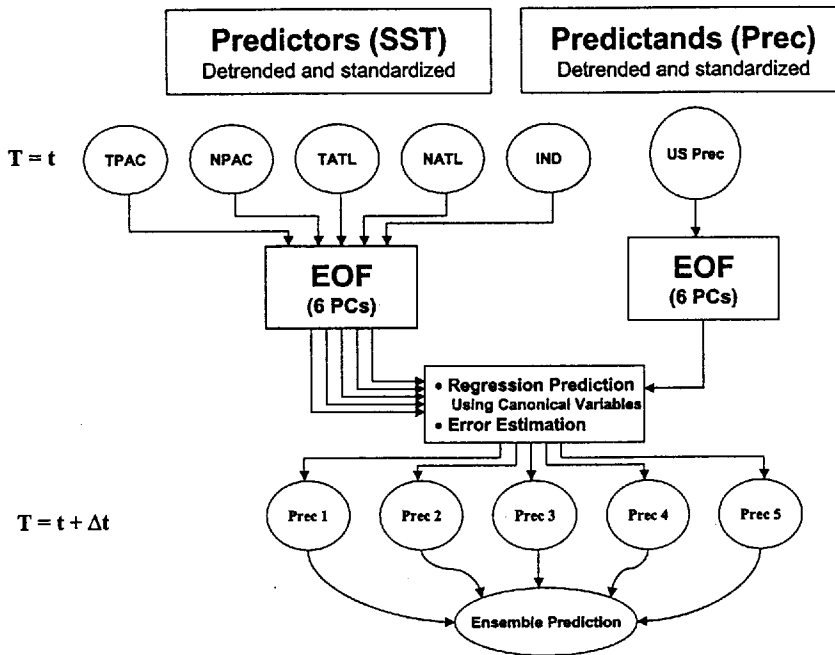 Predictors (SST)
Detrended and standardized
Predictands (Prec)
Detrended and standardized
T = t
TPAC
NPAC
TATL
NATL
IND
US Prec
EOF
(6 PCs)
EOF
(6 PCs)
• Regression Prediction
Using Canonical Variables
• Error Estimation
T = t + Δt
Prec 1
Prec 2
Prec 3
Prec 4
Prec 5
Ensemble Prediction